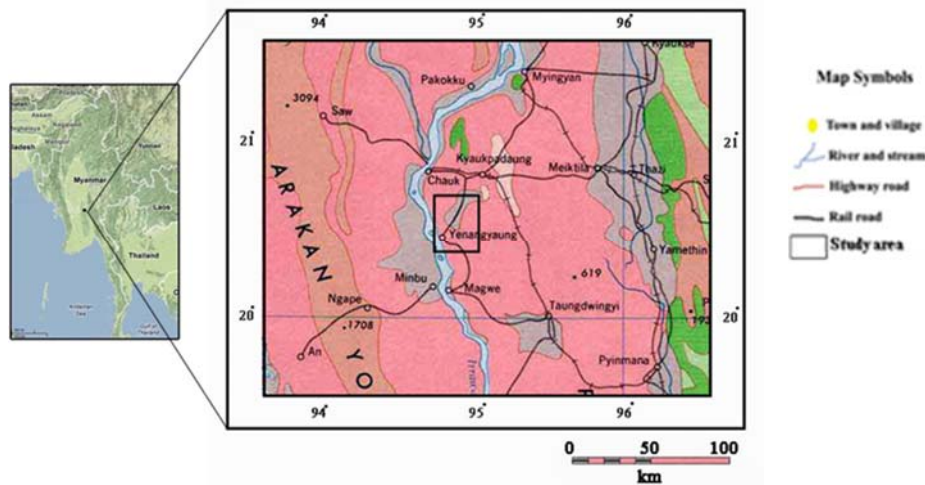 94°
95°
96°
Kyaukse
Pakokku
Myingyan
3094
Saw
21
21
Kyaukpadaung
Meiktila
Thazi
Chauk
S
ARAKAN YO
Yenangyaung
Yamethin
619
Minbu
Magwe
Ngape
Taungdwingyi
20
20
1708
An
Pyinmana
94°
95°
96°
0 50 100
km
Myanmar
Laos
Thailand
Map Symbols
Town and village
River and stream
Highway road
Rail road
Study area